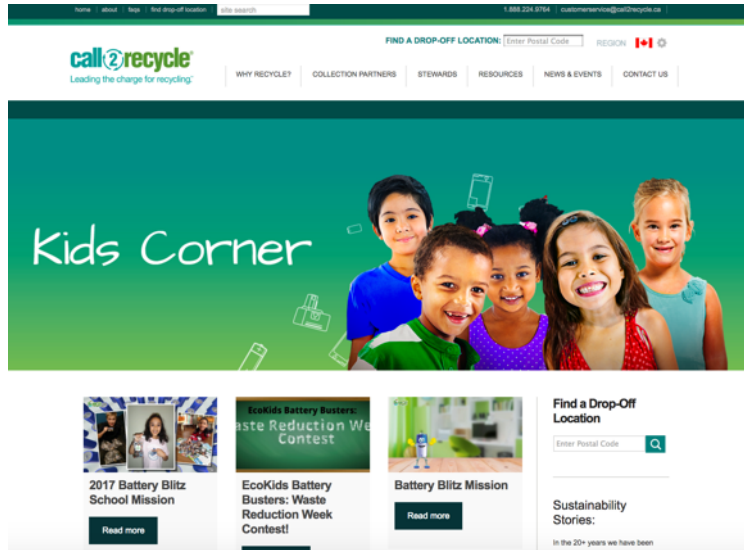 home | about | faqs | find drop-off location | site search
1.888.224.9764 | customerservice@call2recycle.ca
FIND A DROP-OFF LOCATION: Enter Postal Code REGION
call2recycle®
Leading the charge for recycling.™
WHY RECYCLE? COLLECTION PARTNERS STEWARDS RESOURCES NEWS & EVENTS CONTACT US
Kids Corner
2017 Battery Blitz
School Mission
Read more
EcoKids Battery Busters:
aste Reduction We
Contest
EcoKids Battery
Busters: Waste
Reduction Week
Contest!
Battery Blitz Mission
Read more
Find a Drop-Off
Location
Enter Postal Code
Sustainability
Stories:
In the 20+ years we have been